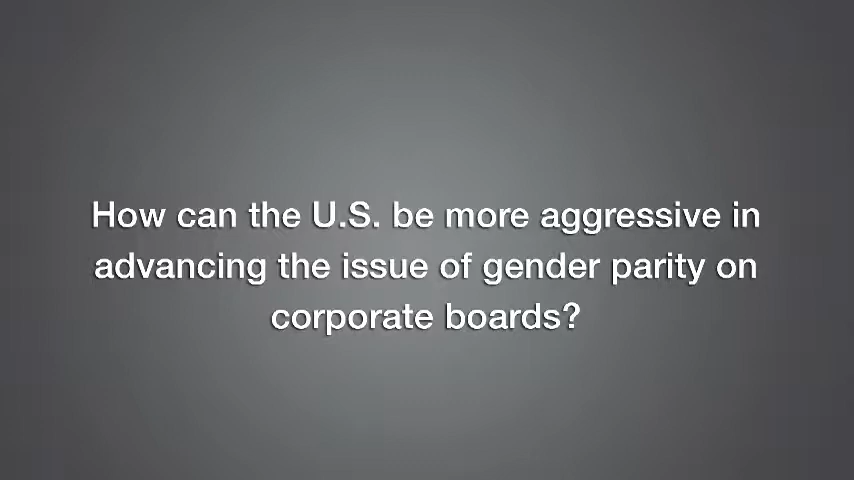 How can the U.S. be more aggressive in
advancing the issue of gender parity on
corporate boards?